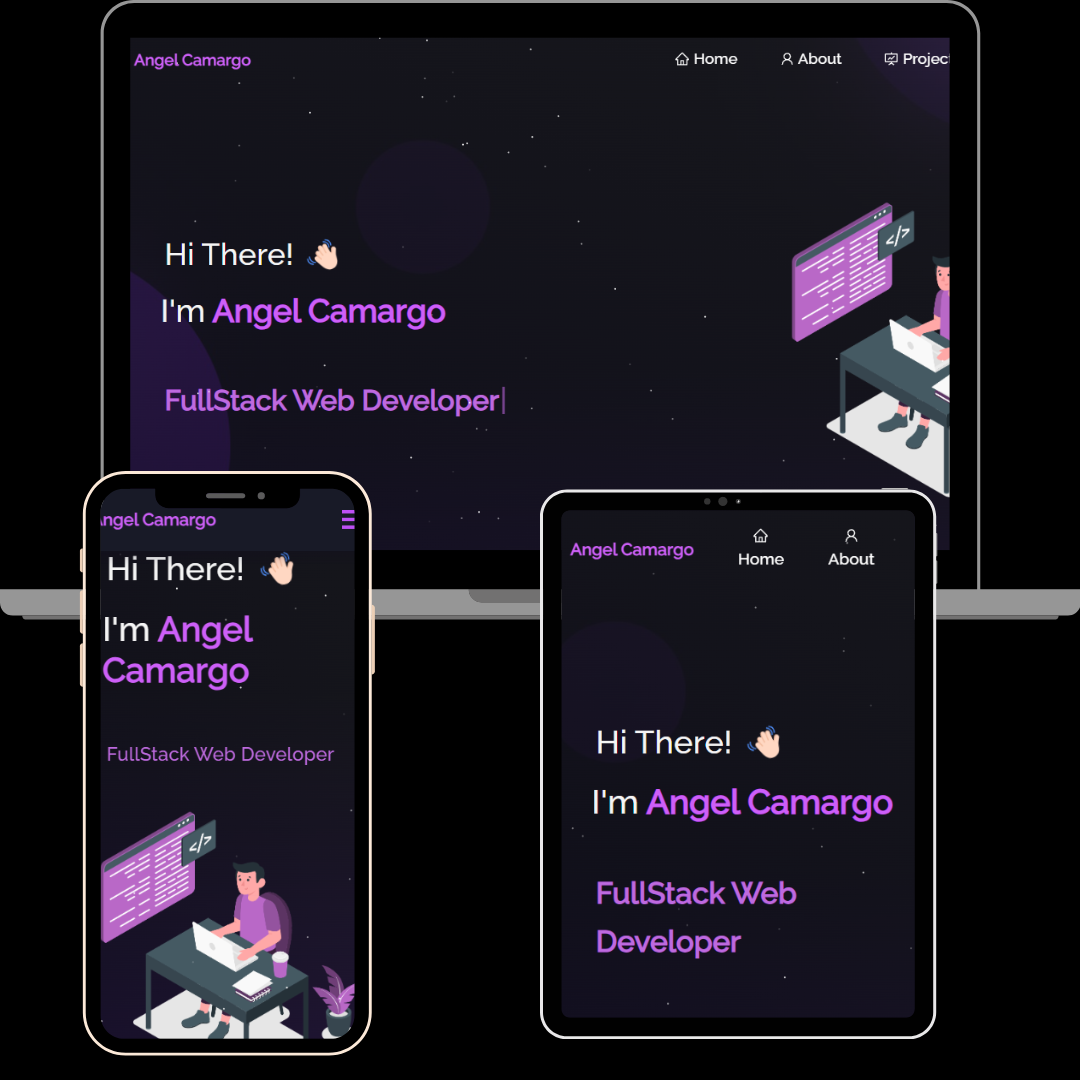 Angel Camargo Home About Projec
</>
Hi There!
I'm Angel Camargo
FullStack Web Developer
ngel Camargo
Hi There!
I'm Angel
Camargo
FullStack Web Developer
</>
Angel Camargo Home About
Hi There!
I'm Angel Camargo
FullStack Web
Developer